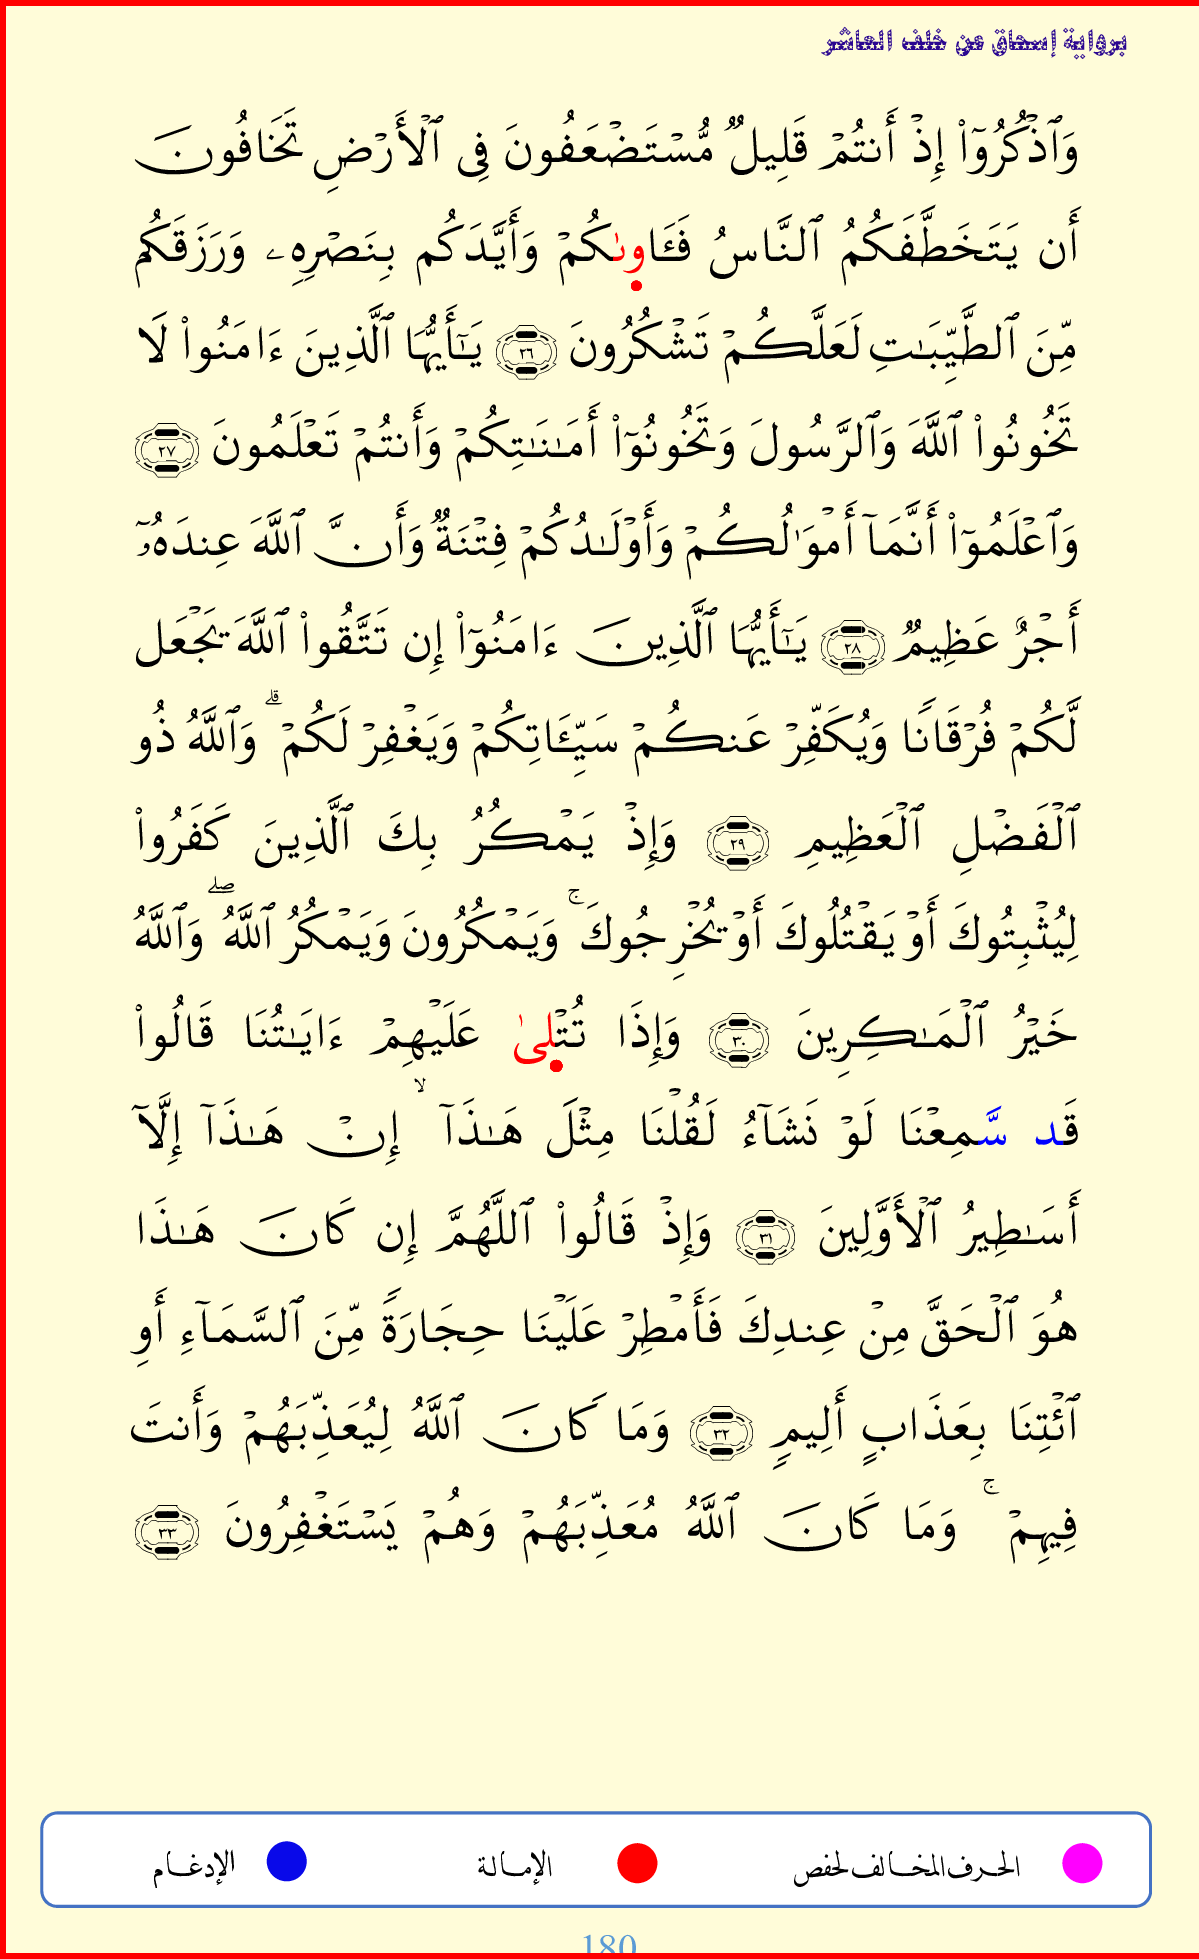 برواية إسحاق عن خلف العاشر
وَٱذۡكُرُوٓاْ إِذۡ أَنتُمۡ قَلِيلٞ مُّسۡتَضۡعَفُونَ فِى ٱلۡأَرۡضِ تَخَافُونَ
أَن يَتَخَطَّفَكُمُ ٱلنَّاسُ فَـَٔاوىٰكُمۡ وَأَيَّدَكُم بِنَصۡرِهِۦ وَرَزَقَكُم
مِّنَ ٱلطَّيِّبَـٰتِ لَعَلَّكُمۡ تَشۡكُرُونَ ٢٦ يَـٰٓأَيُّهَا ٱلَّذِينَ ءَامَنُواْ لَا
تَخُونُواْ ٱللَّهَ وَٱلرَّسُولَ وَتَخُونُوٓاْ أَمَـٰنَـٰتِكُمۡ وَأَنتُمۡ تَعۡلَمُونَ ٢٧
وَٱعۡلَمُوٓاْ أَنَّمَآ أَمۡوَٰلُكُمۡ وَأَوۡلَـٰدُكُمۡ فِتۡنَةٞ وَأَنَّ ٱللَّهَ عِندَهُۥٓ
أَجۡرٌ عَظِيمٞ ٢٨ يَـٰٓأَيُّهَا ٱلَّذِينَ ءَامَنُوٓاْ إِن تَتَّقُواْ ٱللَّهَ يَجۡعَل
لَّكُمۡ فُرۡقَانًا وَيُكَفِّرۡ عَنكُمۡ سَيِّـَٔاتِكُمۡ وَيَغۡفِرۡ لَكُمۡۗ وَٱللَّهُ ذُو
ٱلۡفَضۡلِ ٱلۡعَظِيمِ ٢٩ وَإِذۡ يَمۡكُرُ بِكَ ٱلَّذِينَ كَفَرُواْ
لِيُثۡبِتُوكَ أَوۡ يَقۡتُلُوكَ أَوۡ يُخۡرِجُوكَۚ وَيَمۡكُرُونَ وَيَمۡكُرُ ٱللَّهُۖ وَٱللَّهُ
خَيۡرُ ٱلۡمَـٰكِرِينَ ٣٠ وَإِذَا تُتۡلىٰ عَلَيۡهِمۡ ءَايَـٰتُنَا قَالُواْ
قَد سَّمِعۡنَا لَوۡ نَشَآءُ لَقُلۡنَا مِثۡلَ هَـٰذَآۙ إِنۡ هَـٰذَآ إِلَّآ
أَسَـٰطِيرُ ٱلۡأَوَّلِينَ ٣١ وَإِذۡ قَالُواْ ٱللَّهُمَّ إِن كَانَ هَـٰذَا
هُوَ ٱلۡحَقَّ مِنۡ عِندِكَ فَأَمۡطِرۡ عَلَيۡنَا حِجَارَةً مِّنَ ٱلسَّمَآءِ أَوِ
ٱئۡتِنَا بِعَذَابٍ أَلِيمٍ ٣٢ وَمَا كَانَ ٱللَّهُ لِيُعَذِّبَهُمۡ وَأَنتَ
فِيهِمۡۚ وَمَا كَانَ ٱللَّهُ مُعَذِّبَهُمۡ وَهُمۡ يَسۡتَغۡفِرُونَ ٣٣
الحرف المخالف لحفص الإمالة الإدغام
180